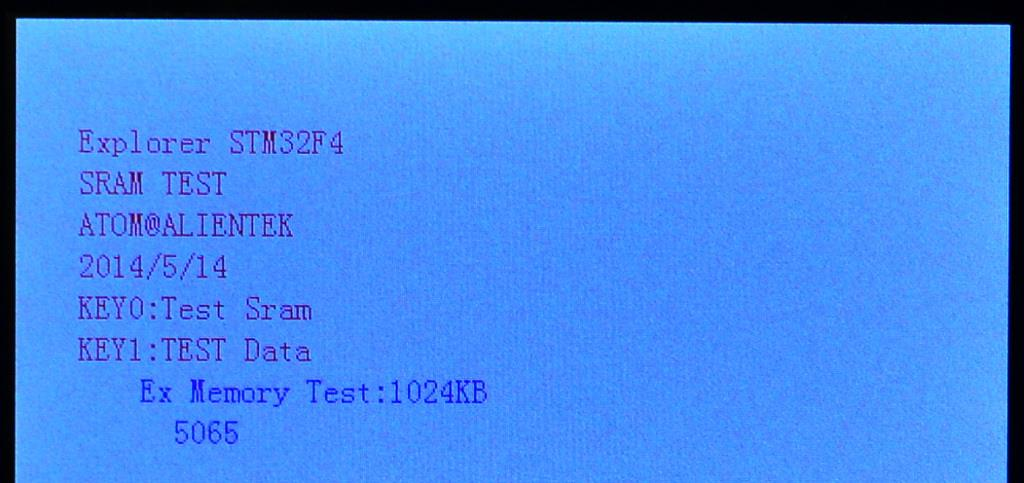 Explorer STM32F4
SRAM TEST
ATOM@ALIENTEK
2014/5/14
KEY0:Test Sram
KEY1:TEST Data
Ex Memory Test:1024KB
5065